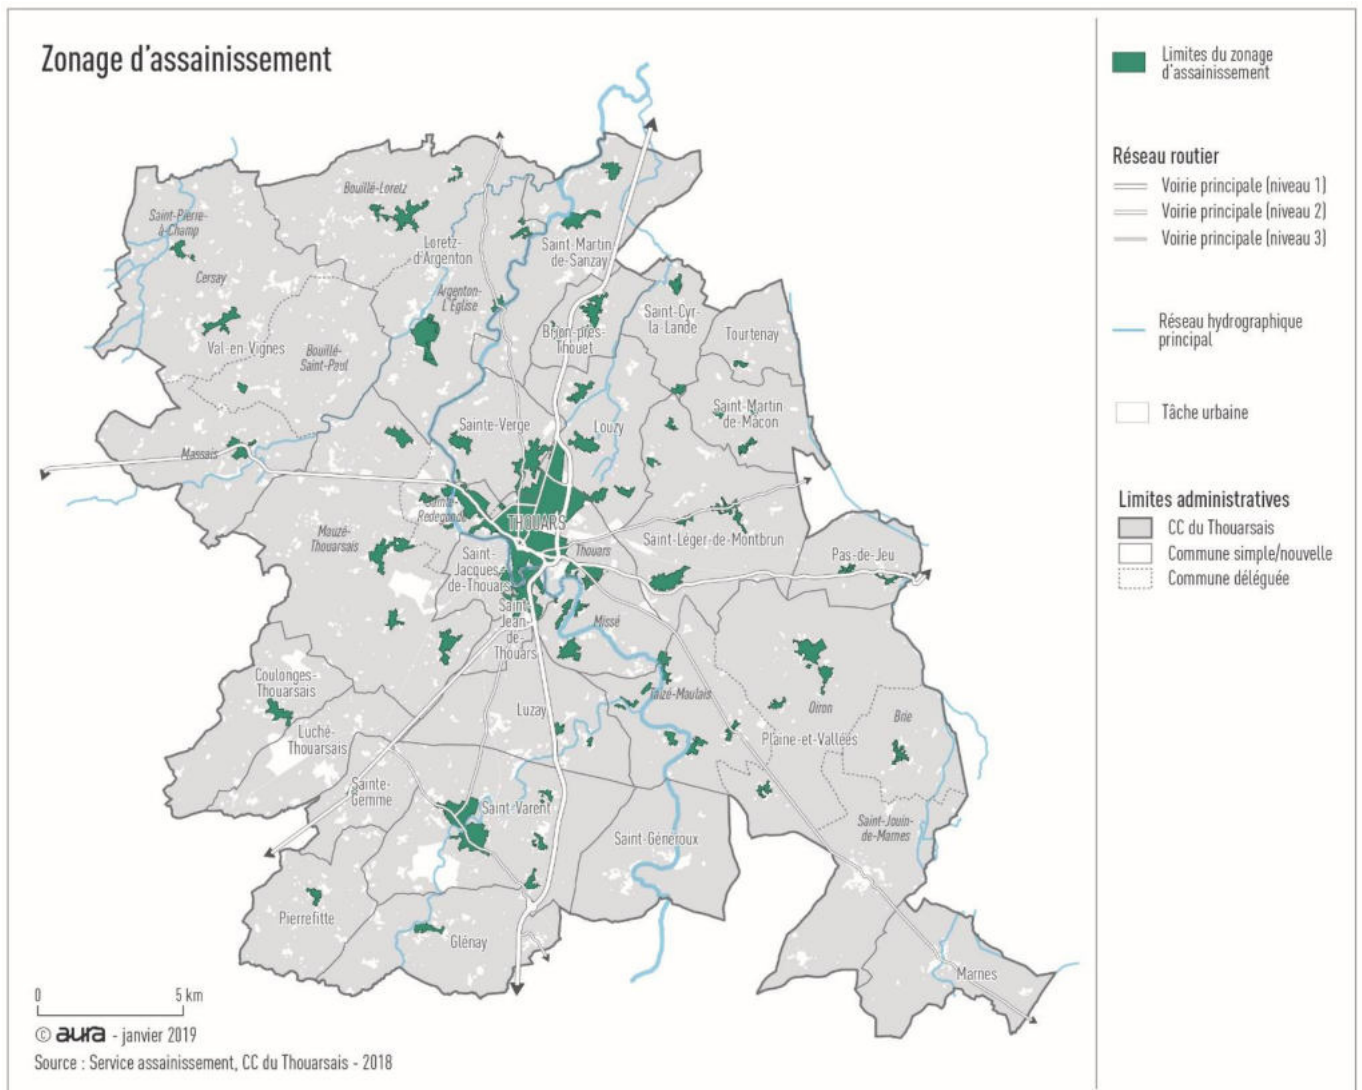 Zonage d'assainissement
Limites du zonage
d'assainissement
Réseau routier
Voirie principale (niveau 1)
Voirie principale (niveau 2)
Voirie principale (niveau 3)
Réseau hydrographique
principal
Tâche urbaine
Limites administratives
CC du Thouarsais
Commune simple/nouvelle
Commune déléguée
Bouillé-Loretz
Saint-Pierre-
à-Champ
Loretz-
d'Argenton
Saint-Martin
de-Sanzay
Cersay
Argenton-
L'Église
Saint-Cyr-
la-Lande
Brion-près-
Thouet
Tourtenay
Val-en-Vignes
Bouillé-
Saint-Paul
Saint-Martin
de-Mâcon
Sainte-Verge
Louzy
Massais
Sainte-
Radegonde
THOUARS
Mauzé-
Thouarsais
Saint-Léger-de-Montbrun
Thouars
Pas-de-Jeu
Saint-
Jacques-
de-Thouars
Saint-
Jean-
de-
Thouars
Missé
Coulonges-
Thouarsais
Taizé-Maulais
Luzay
Oiron
Brie
Luché-
Thouarsais
Plaine-et-Vallées
Sainte-
Gemme
Saint-Varent
Saint-Jouin-
de-Marnes
Saint-Généroux
Pierrefitte
Glénay
Marnes
0 5 km
© aura - janvier 2019
Source : Service assainissement, CC du Thouarsais - 2018